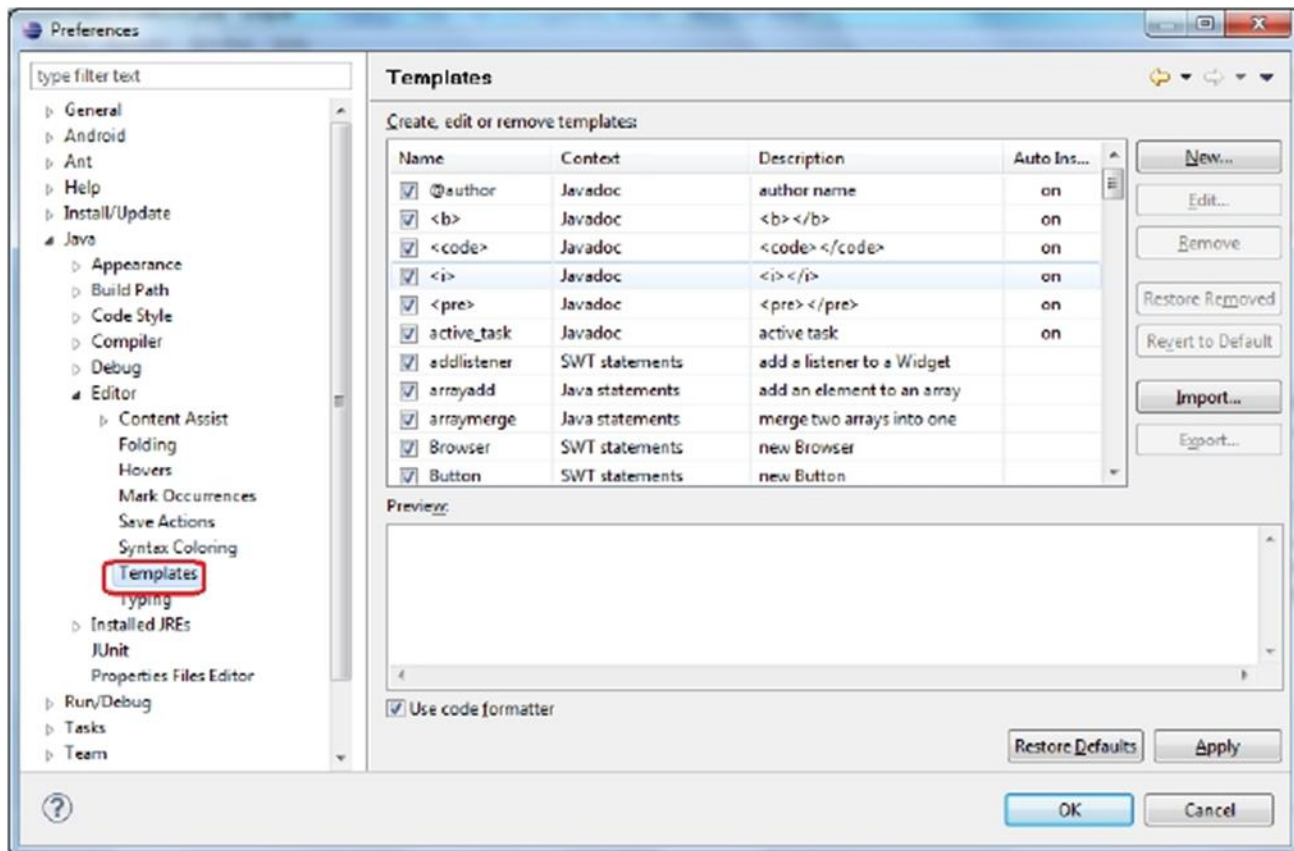 Preferences
type filter text
General
Android
Ant
Help
Install/Update
Java
Appearance
Build Path
Code Style
Compiler
Debug
Editor
Content Assist
Folding
Hovers
Mark Occurrences
Save Actions
Syntax Coloring
Templates
Typing
Installed JREs
JUnit
Properties Files Editor
Run/Debug
Tasks
Team
Templates
Create, edit or remove templates:
Name Context Description Auto Ins...
@author Javadoc author name on
<b> Javadoc <b></b> on
<code> Javadoc <code></code> on
<i> Javadoc <i></i> on
<pre> Javadoc <pre></pre> on
active_task Javadoc active task on
addlistener SWT statements add a listener to a Widget
arrayadd Java statements add an element to an array
arraymerge Java statements merge two arrays into one
Browser SWT statements new Browser
Button SWT statements new Button
New...
Edit...
Remove
Restore Removed
Revert to Default
Import...
Export...
Preview:
Use code formatter
Restore Defaults Apply
OK Cancel